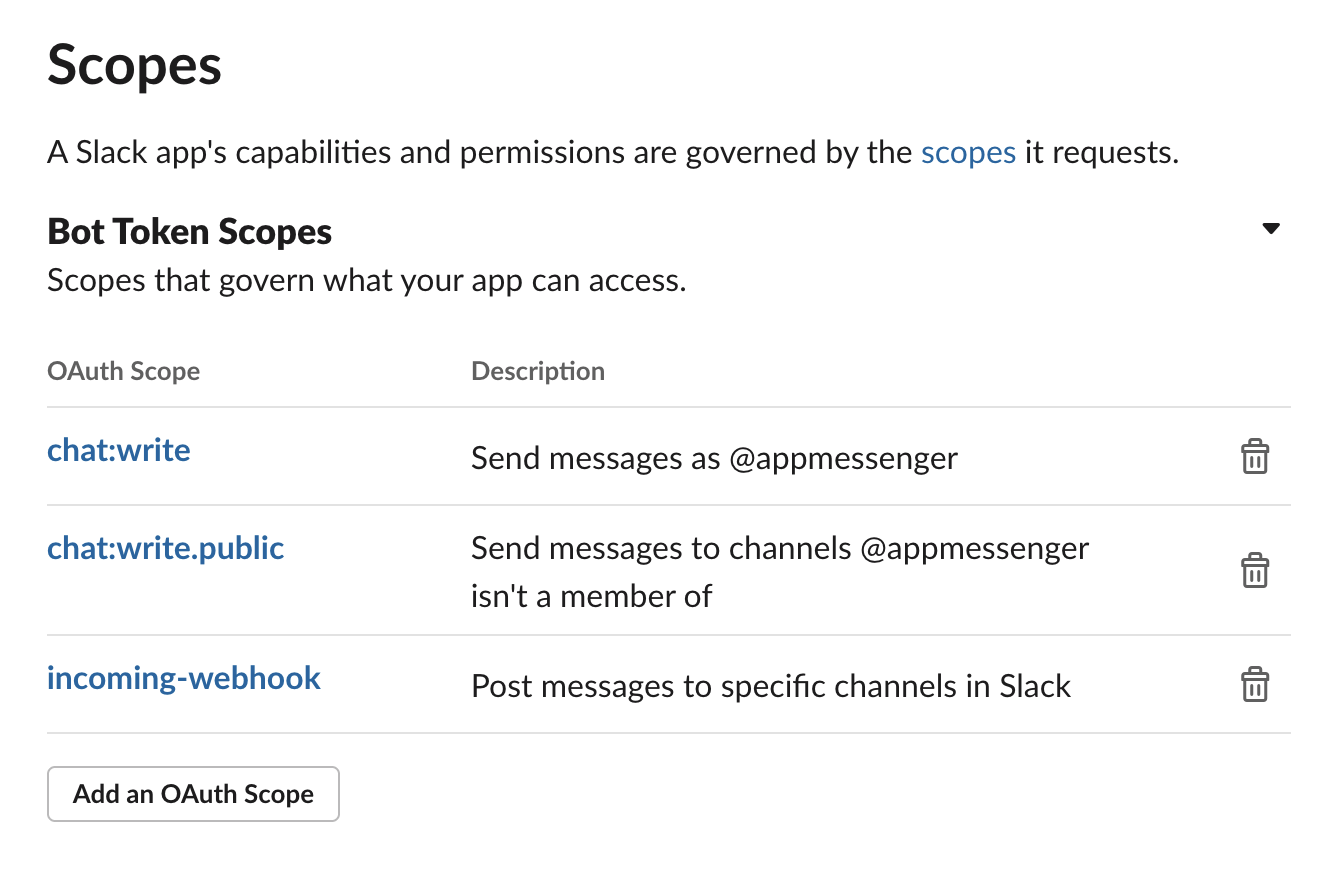 Scopes
A Slack app's capabilities and permissions are governed by the scopes it requests.
Bot Token Scopes
Scopes that govern what your app can access.
OAuth Scope Description
chat:write Send messages as @appmessenger
chat:write.public Send messages to channels @appmessenger
isn't a member of
incoming-webhook Post messages to specific channels in Slack
Add an OAuth Scope